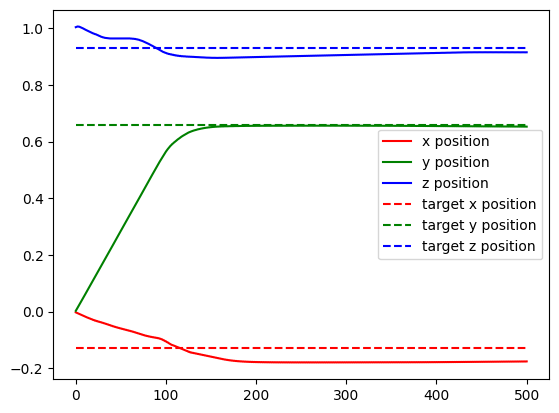 1.0
0.8
0.6
0.4
0.2
0.0
−0.2
0 100 200 300 400 500
x position
y position
z position
target x position
target y position
target z position